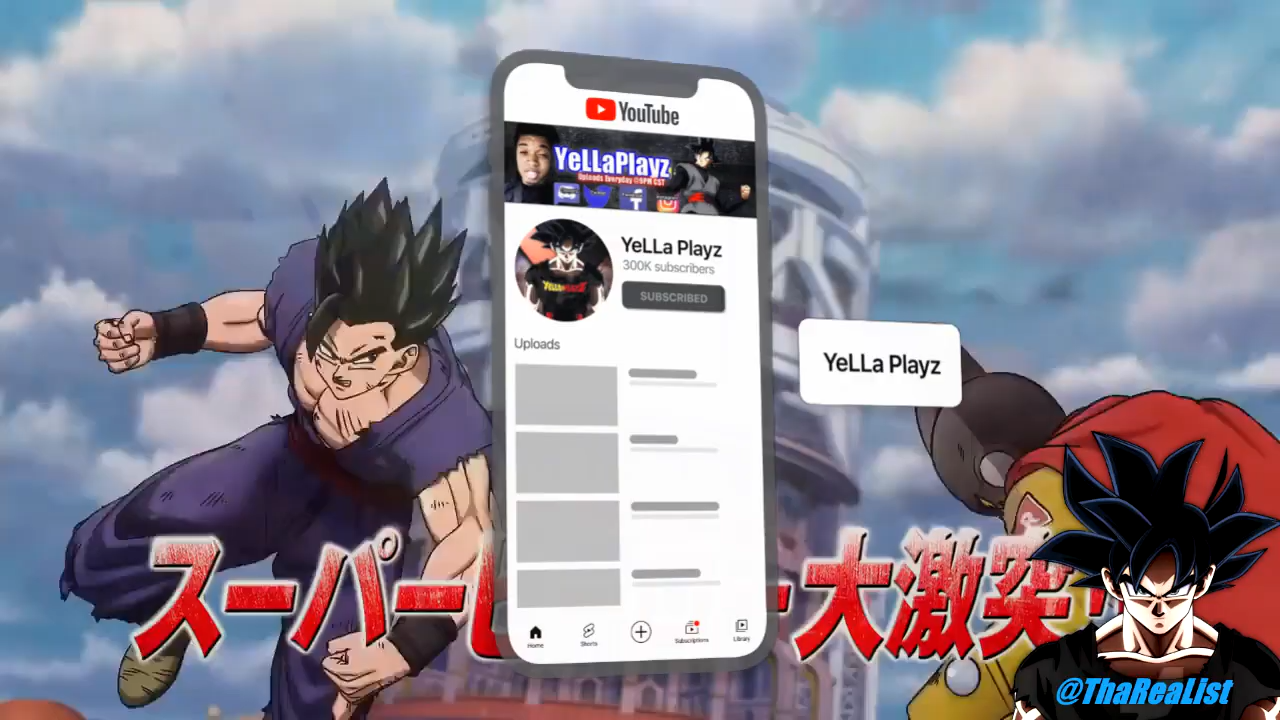 YouTube
YeLLaPlayz
Uploads Everyday @5PM CST
YeLLa Playz
300K subscribers
SUBSCRIBED
Uploads
YeLLa Playz
スーパー
大激突
Home
Shorts
Subscriptions
Library
@ThaReaList